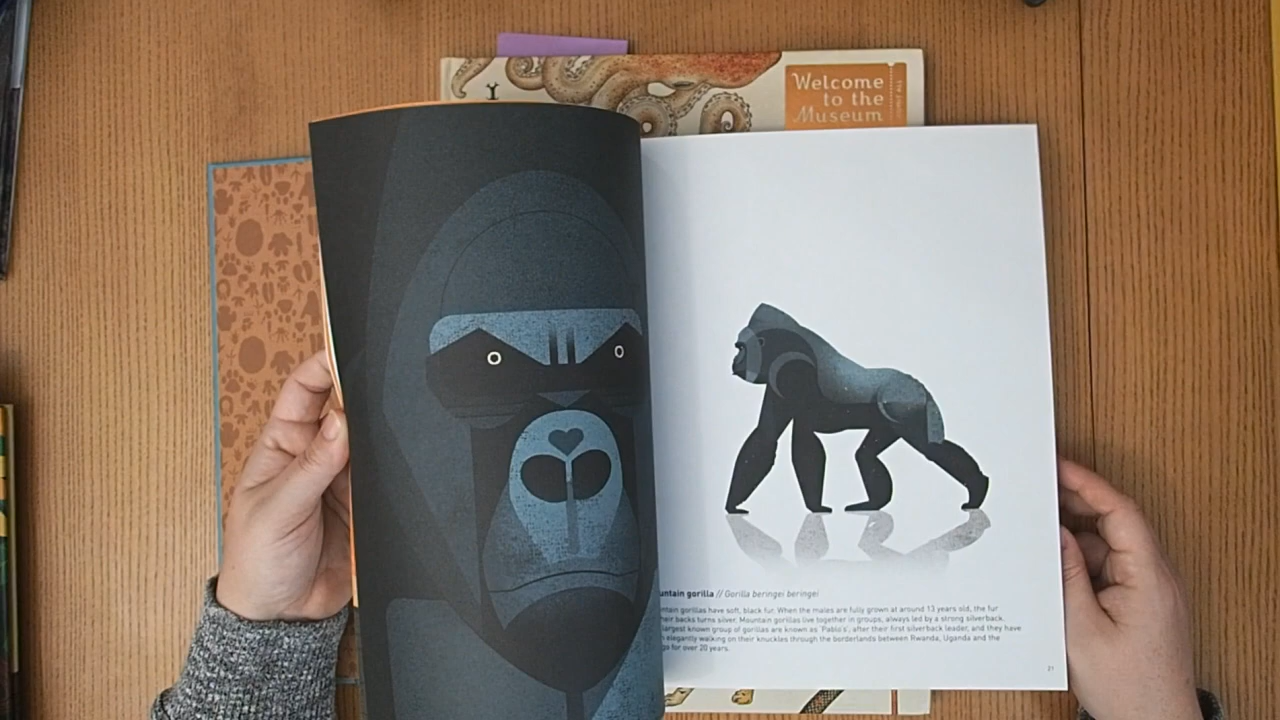 Welcome
to the
Museum
untain gorilla // Gorilla beringei beringei
ntain gorillas have soft, black fur. When the males are fully grown at around 13 years old, the fur
heir backs turns silver. Mountain gorillas live together in groups, always led by a strong silverback.
largest known group of gorillas are known as 'Pablo's', after their first silverback leader, and they have
elegantly walking on their knuckles through the borderlands between Rwanda, Uganda and the
go for over 20 years.
21